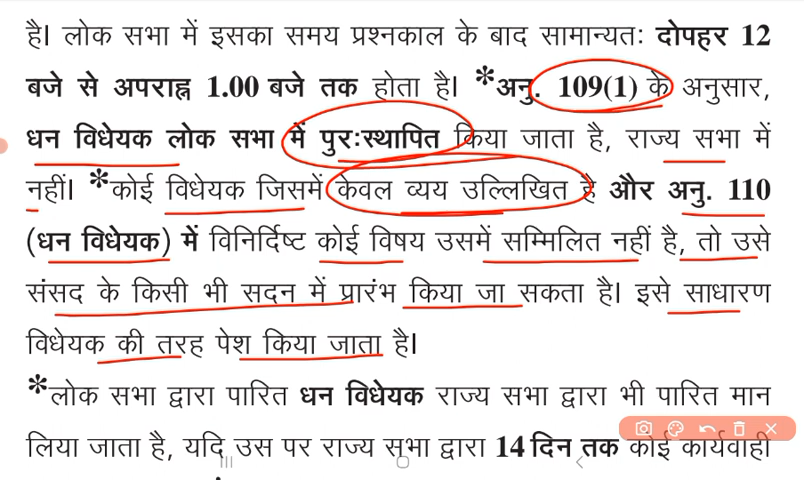 है। लोक सभा में इसका समय प्रश्नकाल के बाद सामान्यतः दोपहर 12
बजे से अपराह्न 1.00 बजे तक होता है। *अनु. 109(1) के अनुसार,
धन विधेयक लोक सभा में पुरःस्थापित किया जाता है, राज्य सभा में
नहीं। *कोई विधेयक जिसमें केवल व्यय उल्लिखित है और अनु. 110
(धन विधेयक) में विनिर्दिष्ट कोई विषय उसमें सम्मिलित नहीं है, तो उसे
संसद के किसी भी सदन में प्रारंभ किया जा सकता है। इसे साधारण
विधेयक की तरह पेश किया जाता है।
*लोक सभा द्वारा पारित धन विधेयक राज्य सभा द्वारा भी पारित मान
लिया जाता है, यदि उस पर राज्य सभा द्वारा 14 दिन तक कोई कार्यवाही